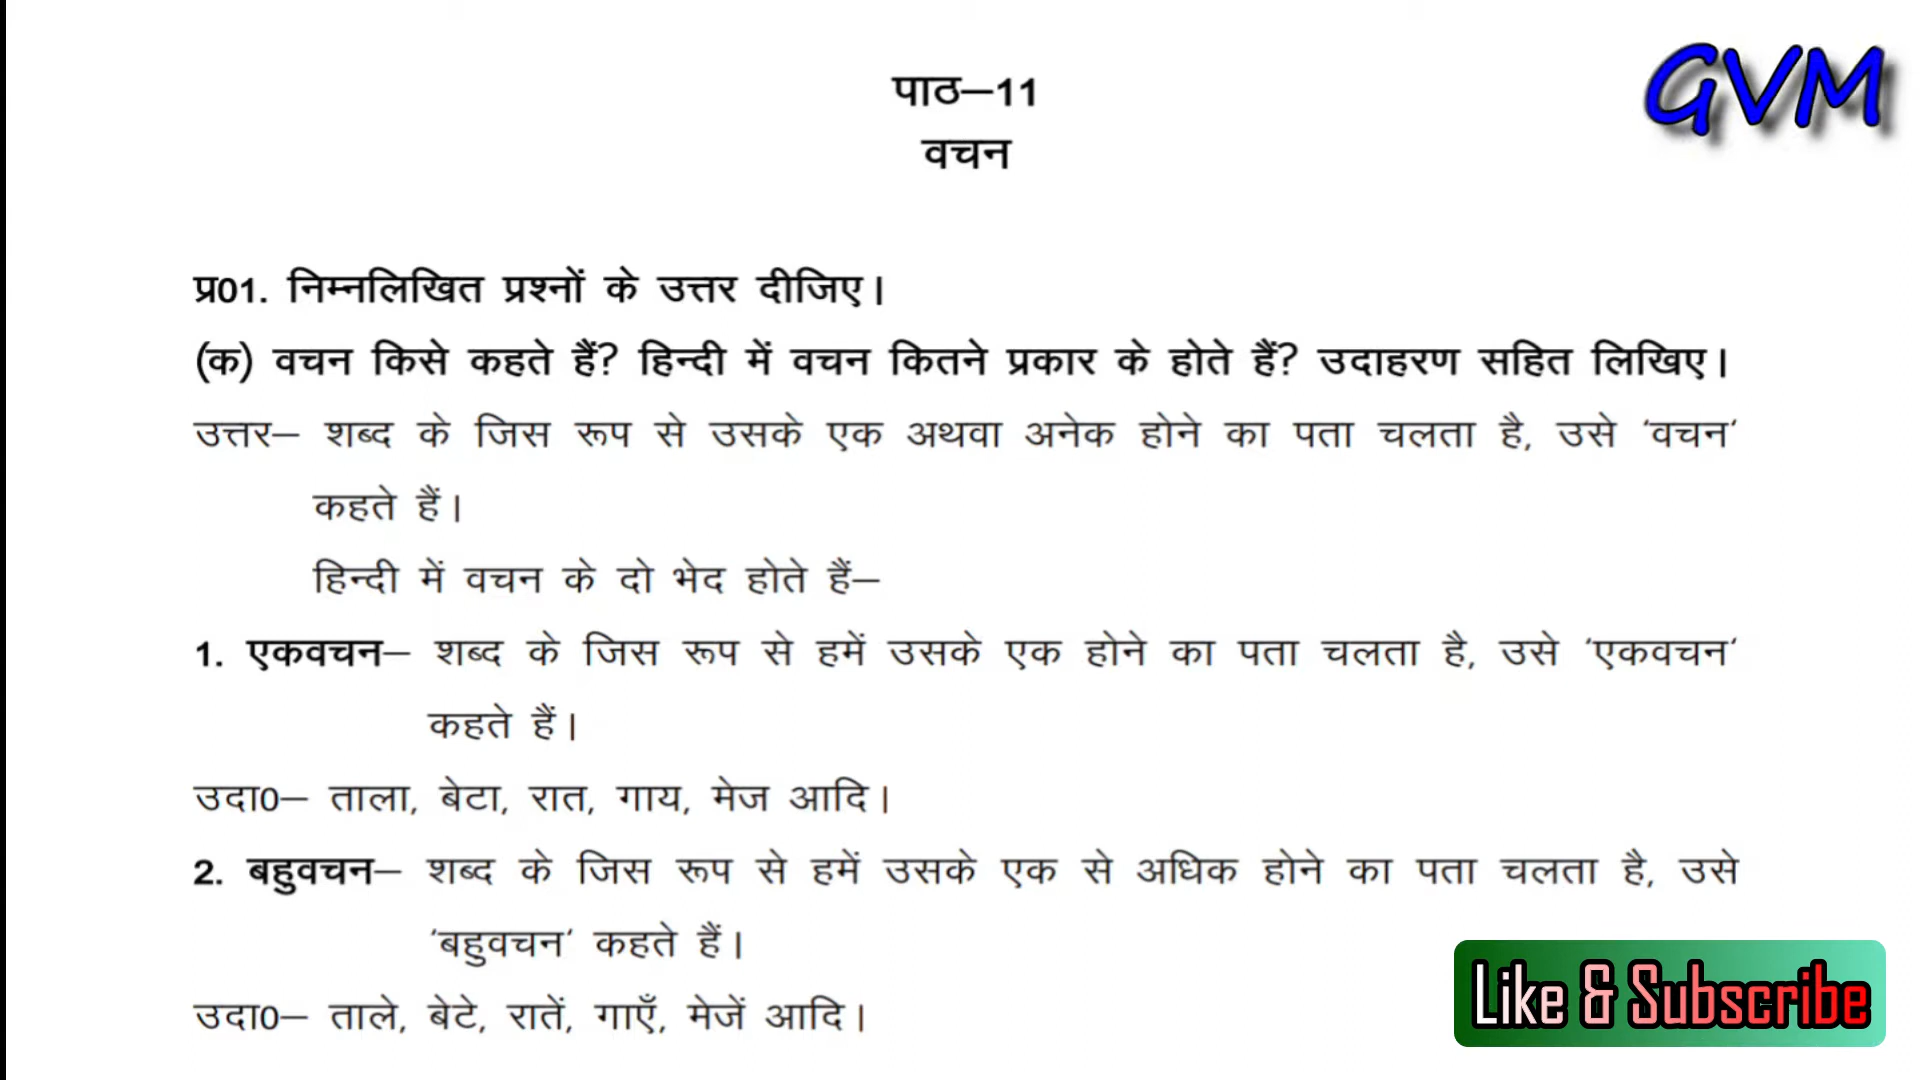 पाठ–11
GVM
वचन
प्र01. निम्नलिखित प्रश्नों के उत्तर दीजिए।
(क) वचन किसे कहते हैं? हिन्दी में वचन कितने प्रकार के होते हैं? उदाहरण सहित लिखिए।
उत्तर– शब्द के जिस रूप से उसके एक अथवा अनेक होने का पता चलता है, उसे ‘वचन’
कहते हैं।
हिन्दी में वचन के दो भेद होते हैं–
1. एकवचन– शब्द के जिस रूप से हमें उसके एक होने का पता चलता है, उसे ‘एकवचन’
कहते हैं।
उदा0– ताला, बेटा, रात, गाय, मेज आदि।
2. बहुवचन– शब्द के जिस रूप से हमें उसके एक से अधिक होने का पता चलता है, उसे
‘बहुवचन’ कहते हैं।
उदा0– ताले, बेटे, रातें, गाएँ, मेजें आदि।
Like & Subscribe